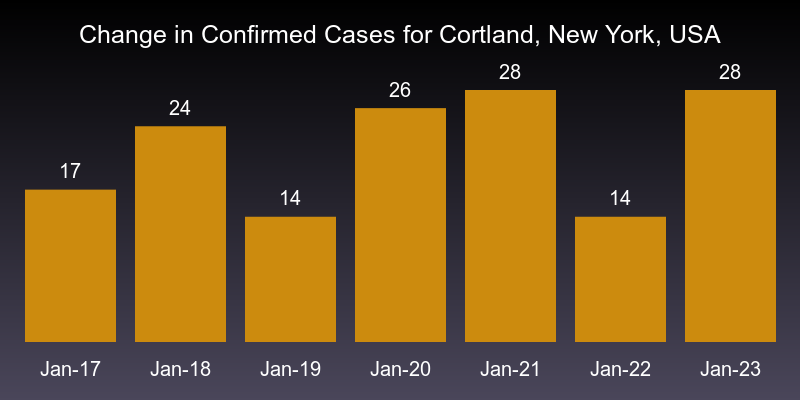 Change in Confirmed Cases for Cortland, New York, USA
17
24
14
26
28
14
28
Jan-17
Jan-18
Jan-19
Jan-20
Jan-21
Jan-22
Jan-23